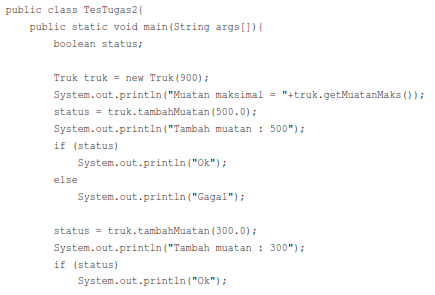 public class TesTugas2{
public static void main(String args[]){
boolean status;
Truk truk = new Truk(900);
System.out.println("Muatan maksimal = "+truk.getMuatanMaks());
status = truk.tambahMuatan(500.0);
System.out.println("Tambah muatan : 500");
if (status)
System.out.println("Ok");
else
System.out.println("Gagal");
status = truk.tambahMuatan(300.0);
System.out.println("Tambah muatan : 300");
if (status)
System.out.println("Ok");